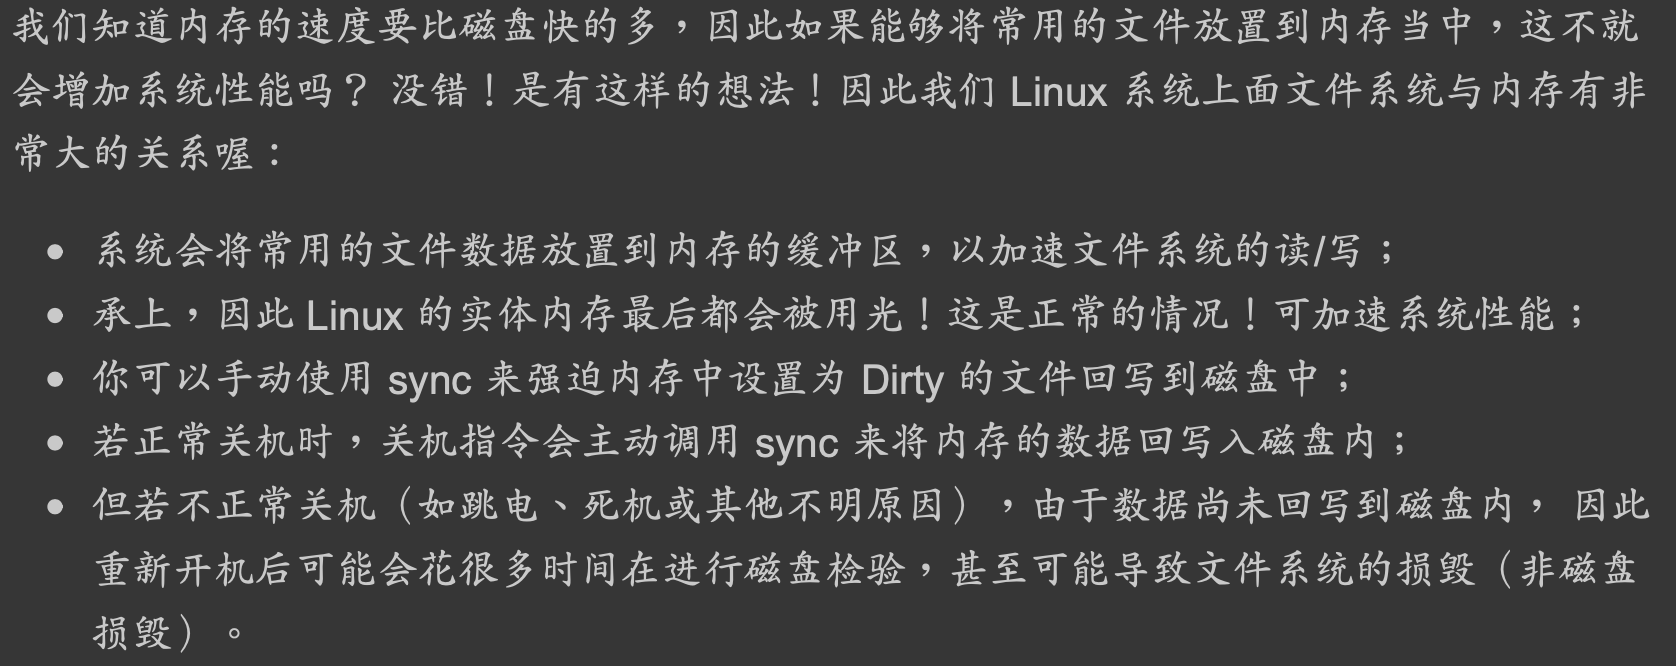 我们知道内存的速度要比磁盘快的多，因此如果能够将常用的文件放置到内存当中，这不就
会增加系统性能吗？ 没错！是有这样的想法！因此我们 Linux 系统上面文件系统与内存有非
常大的关系喔：
● 系统会将常用的文件数据放置到内存的缓冲区，以加速文件系统的读/写；
● 承上，因此 Linux 的实体内存最后都会被用光！这是正常的情况！可加速系统性能；
● 你可以手动使用 sync 来强迫内存中设置为 Dirty 的文件回写到磁盘中；
● 若正常关机时，关机指令会主动调用 sync 来将内存的数据回写入磁盘内；
● 但若不正常关机（如跳电、死机或其他不明原因），由于数据尚未回写到磁盘内， 因此
重新开机后可能会花很多时间在进行磁盘检验，甚至可能导致文件系统的损毁（非磁盘
损毁）。